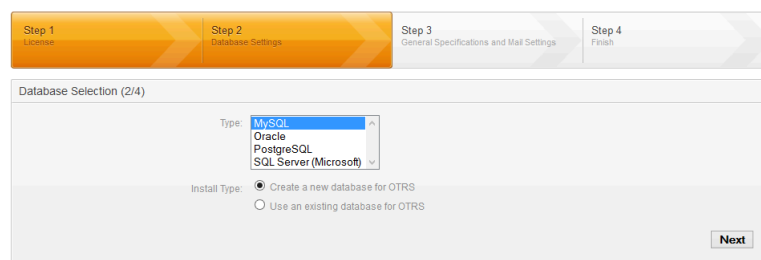 Step 1
License
Step 2
Database Settings
Step 3
General Specifications and Mail Settings
Step 4
Finish
Database Selection (2/4)
Type:
MySQL
Oracle
PostgreSQL
SQL Server (Microsoft)
Install Type:
Create a new database for OTRS
Use an existing database for OTRS
Next